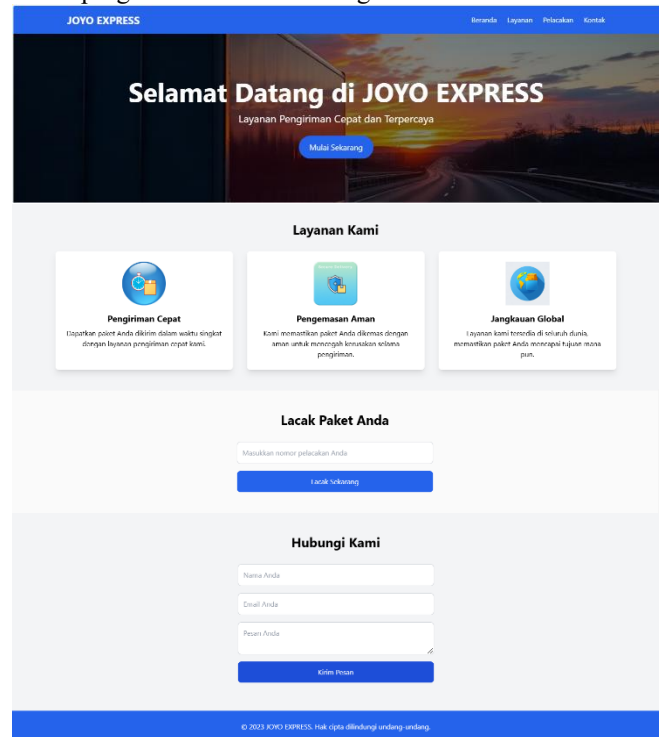 JOYO EXPRESS
Beranda Layanan Pelacakan Kontak
Selamat Datang di JOYO EXPRESS
Layanan Pengiriman Cepat dan Terpercaya
Mulai Sekarang
Layanan Kami
Pengiriman Cepat
Dapatkan paket Anda dikirim dalam waktu singkat
dengan layanan pengiriman cepat kami.
Pengemasan Aman
Kami memastikan paket Anda dikemas dengan
aman untuk mencegah kerusakan selama
pengiriman.
Jangkauan Global
Layanan kami tersedia di seluruh dunia,
memastikan paket Anda mencapai tujuan mana
pun.
Lacak Paket Anda
Masukkan nomor pelacakan Anda
Lacak Sekarang
Hubungi Kami
Nama Anda
Email Anda
Pesan Anda
Kirim Pesan
© 2023 JOYO EXPRESS. Hak cipta dilindungi undang-undang.